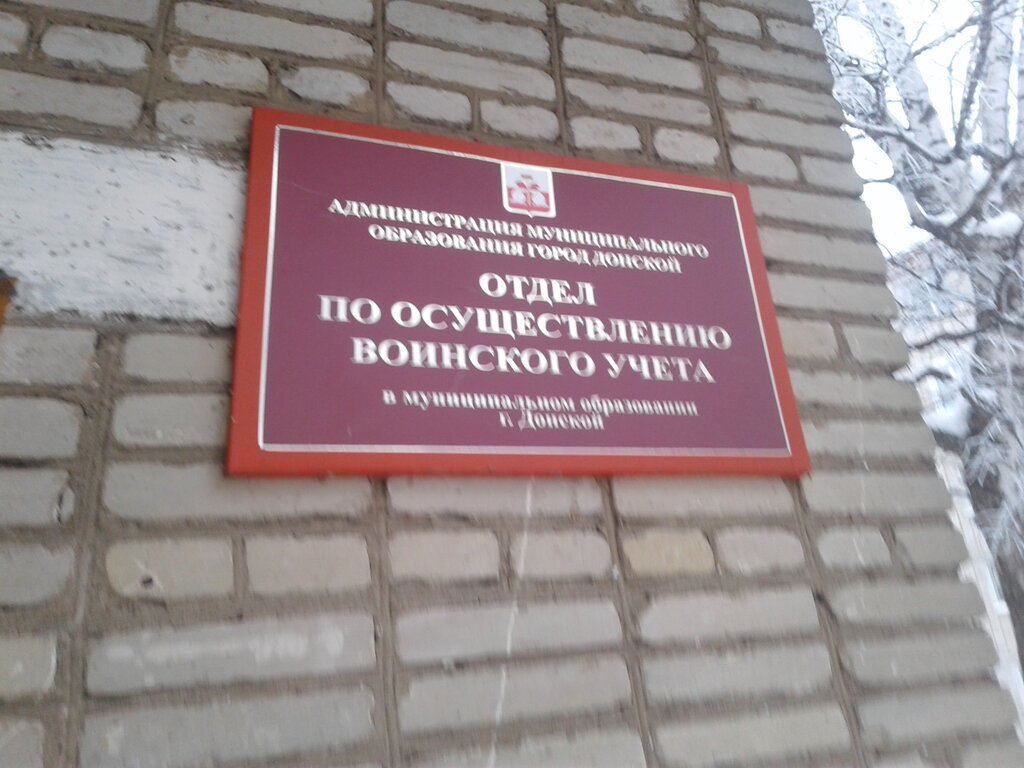 АДМИНИСТРАЦИЯ МУНИЦИПАЛЬНОГО
ОБРАЗОВАНИЯ ГОРОД ДОНСКОЙ
ОТДЕЛ
ПО ОСУЩЕСТВЛЕНИЮ
ВОИНСКОГО УЧЕТА
в муниципальном образовании
г. Донской